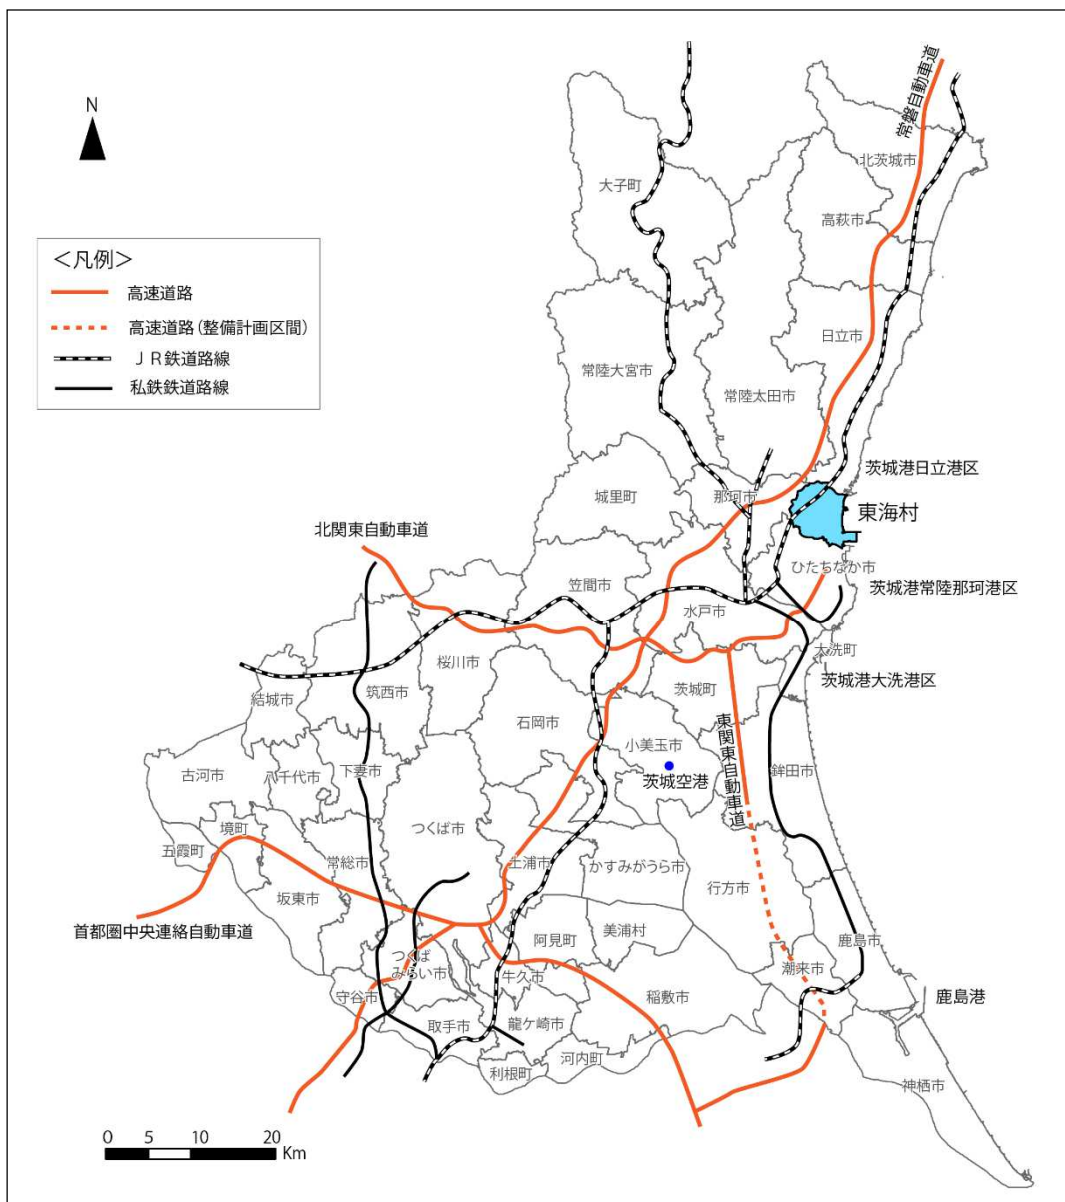 常磐自動車道
N
北茨城市
大子町
高萩市
<凡例>
高速道路
高速道路(整備計画区間)
JR鉄道路線
私鉄鉄道路線
日立市
常陸大宮市
常陸太田市
茨城港日立港区
城里町
那珂市
東海村
北関東自動車道
ひたちなか市
笠間市
茨城港常陸那珂港区
水戸市
大洗町
桜川市
茨城港大洗港区
結城市
筑西市
茨城町
石岡市
小美玉市
東関東自動車道
茨城空港
鉾田市
古河市
八千代市
下妻市
つくば市
境町
五霞町
常総市
土浦市
かすみがうら市
行方市
坂東市
首都圏中央連絡自動車道
阿見町
美浦村
鹿島市
つくば
みらい市
牛久市
潮来市
守谷市
稲敷市
鹿島港
取手市
龍ケ崎市
河内町
利根町
神栖市
0 5 10 20
Km